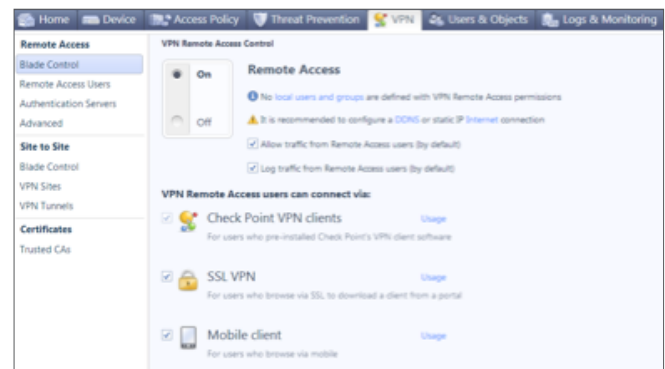 Home Device Access Policy Threat Prevention VPN Users & Objects Logs & Monitoring
Remote Access
Blade Control
Remote Access Users
Authentication Servers
Advanced
Site to Site
Blade Control
VPN Sites
VPN Tunnels
Certificates
Trusted CAs
VPN Remote Access Control
On
Off
Remote Access
No local users and groups are defined with VPN Remote Access permissions
It is recommended to configure a DDNS or static IP Internet connection
Allow traffic from Remote Access users (by default)
Log traffic from Remote Access users (by default)
VPN Remote Access users can connect via:
Check Point VPN clients Usage
For users who pre-installed Check Point's VPN client software
SSL VPN Usage
For users who browse via SSL to download a client from a portal
Mobile client Usage
For users who browse via mobile